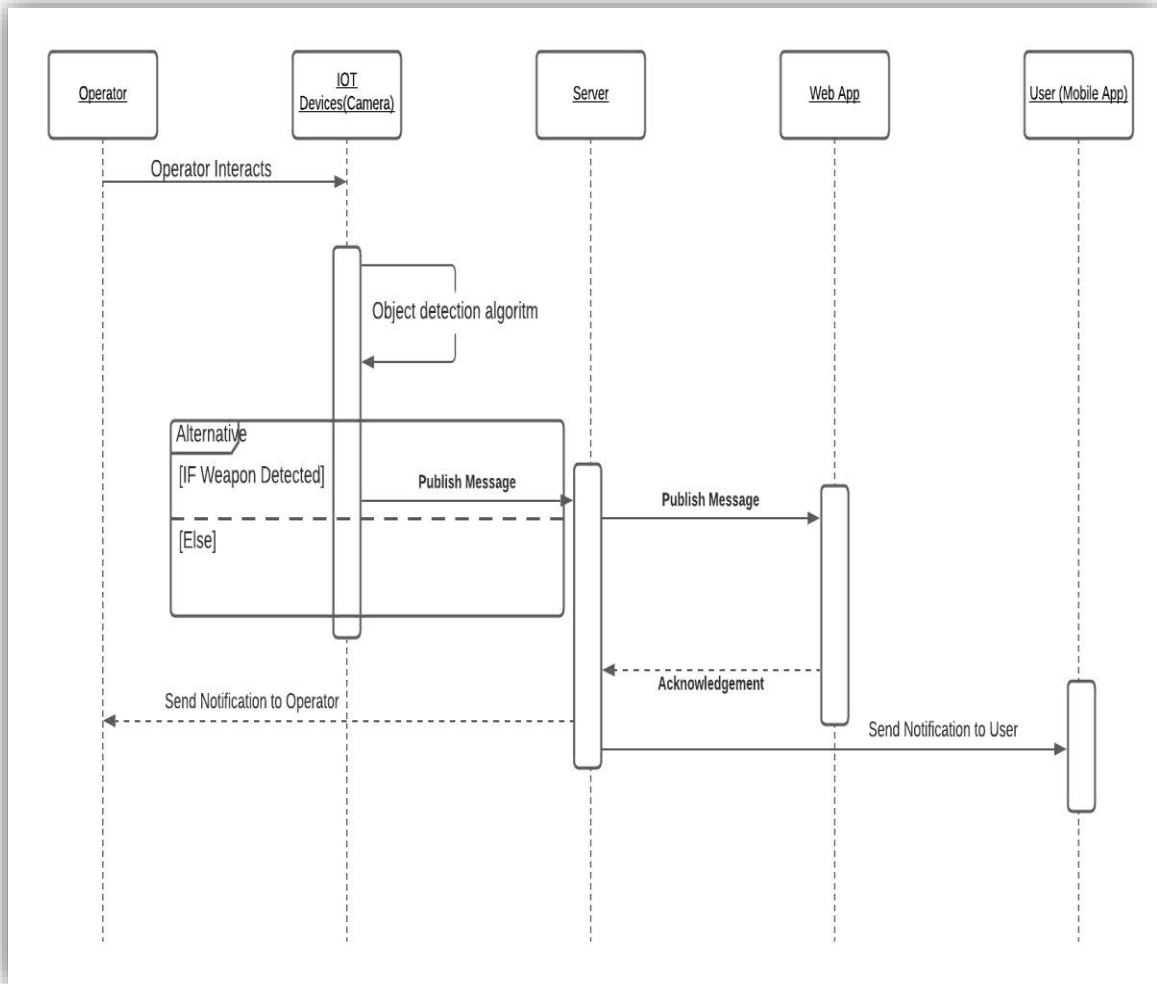 Operator
IOT
Devices(Camera)
Server
Web App
User (Mobile App)
Operator Interacts
Object detection algoritm
Alternative
[IF Weapon Detected]
Publish Message
Publish Message
[Else]
Acknowledgement
Send Notification to Operator
Send Notification to User